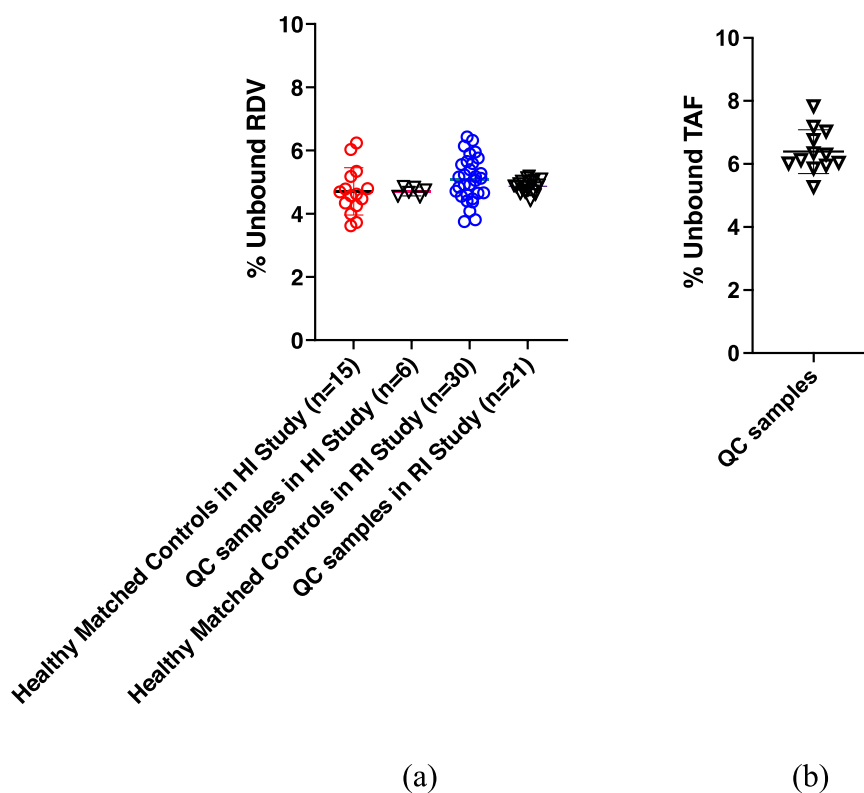 % Unbound RDV
10
8
6
4
2
0
Healthy Matched Controls in HI Study (n=15)
QC samples in HI Study (n=6)
Healthy Matched Controls in RI Study (n=30)
QC samples in RI Study (n=21)
(a)
% Unbound TAF
10
8
6
4
2
0
QC samples
(b)